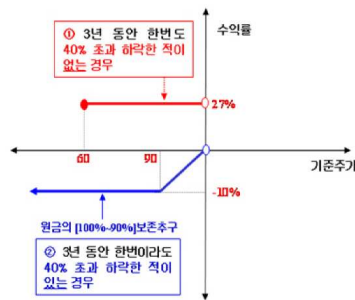 수익률
① 3년 동안 한번도
40% 초과 하락한 적이
없는 경우
27%
60
90
기준주가
-10%
원금의 [100%~90%]보존추구
② 3년 동안 한번이라도
40% 초과 하락한 적이
있는 경우